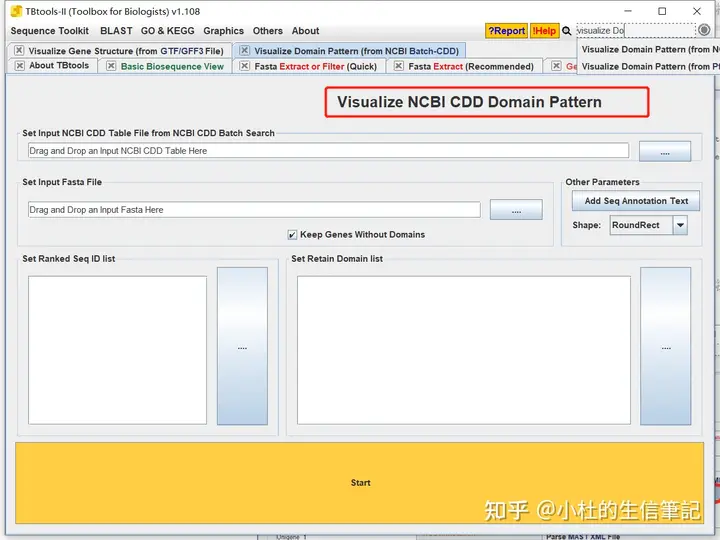 TBtools-II (Toolbox for Biologists) v1.108
Sequence Toolkit BLAST GO & KEGG Graphics Others About ?Report !Help visualize Do
Visualize Gene Structure (from GTF/GFF3 File) Visualize Domain Pattern (from NCBI Batch-CDD) Visualize Domain Pattern (from
About TBtools Basic Biosequence View Fasta Extract or Filter (Quick) Fasta Extract (Recommended) Visualize Domain Pattern (from
Visualize NCBI CDD Domain Pattern
Set Input NCBI CDD Table File from NCBI CDD Batch Search
Drag and Drop an Input NCBI CDD Table Here ....
Set Input Fasta File Other Parameters
Add Seq Annotation Text
Drag and Drop an Input Fasta Here ....
Shape: RoundRect
Keep Genes Without Domains
Set Ranked Seq ID list Set Retain Domain list
.... ....
Start
知乎 @小杜的生信筆記
Unigene 1 Parse MAST XML File